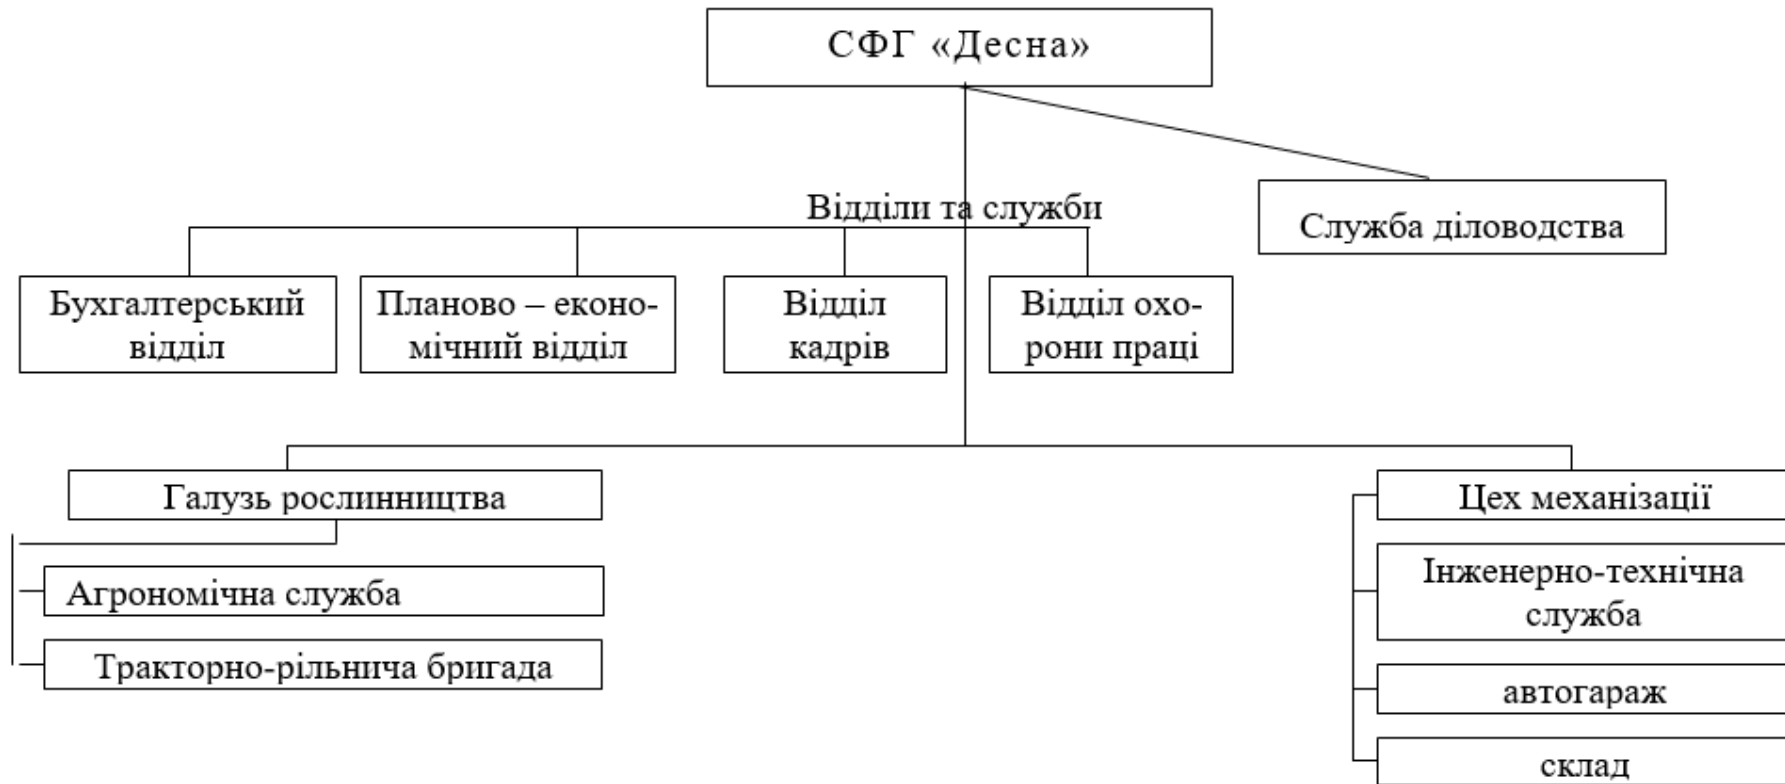 СФГ «Десна»
Відділи та служби
Служба діловодства
Бухгалтерський
відділ
Планово – еконо-
мічний відділ
Відділ
кадрів
Відділ охо-
рони праці
Галузь рослинництва
Агрономічна служба
Тракторно-рільнича бригада
Цех механізації
Інженерно-технічна
служба
автогараж
склад